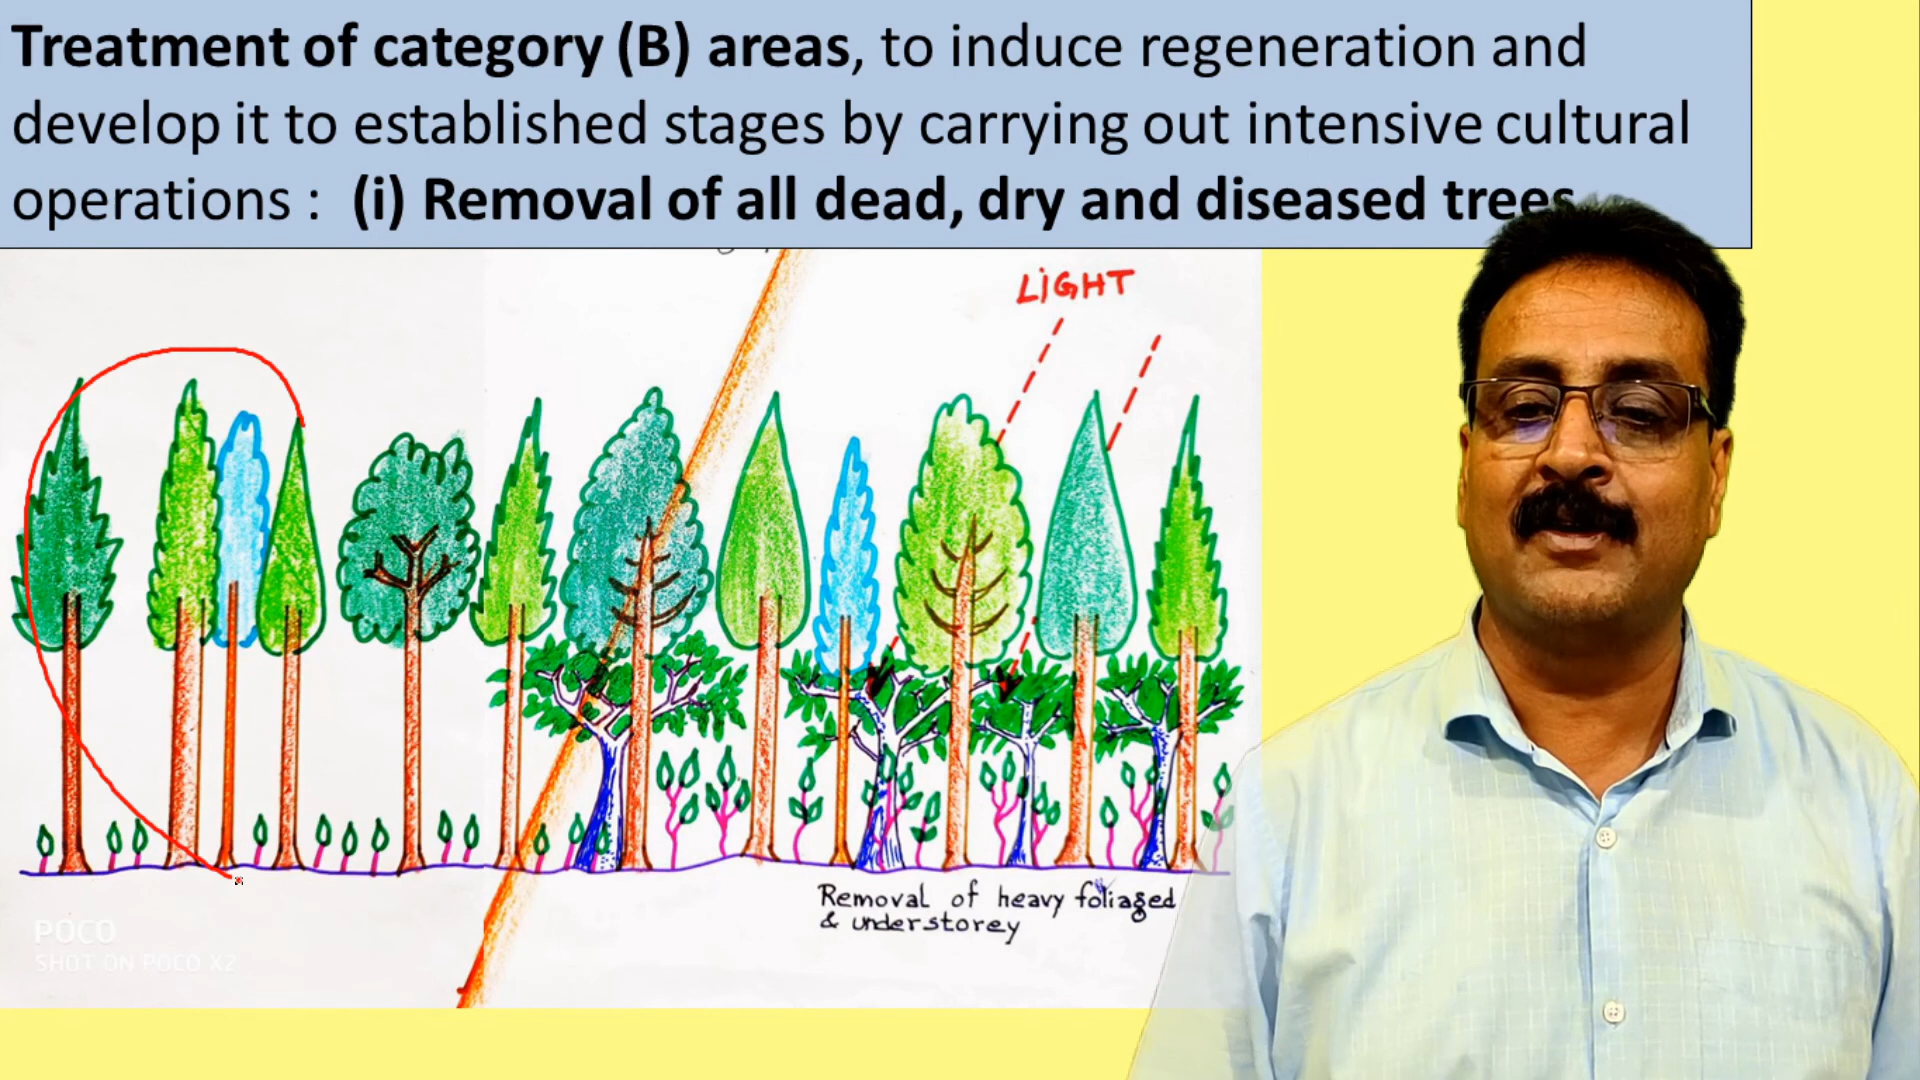 Treatment of category (B) areas, to induce regeneration and
develop it to established stages by carrying out intensive cultural
operations : (i) Removal of all dead, dry and diseased trees
LiGHT
Removal of heavy foliaged
& understorey
POCO
SHOT ON POCO X2